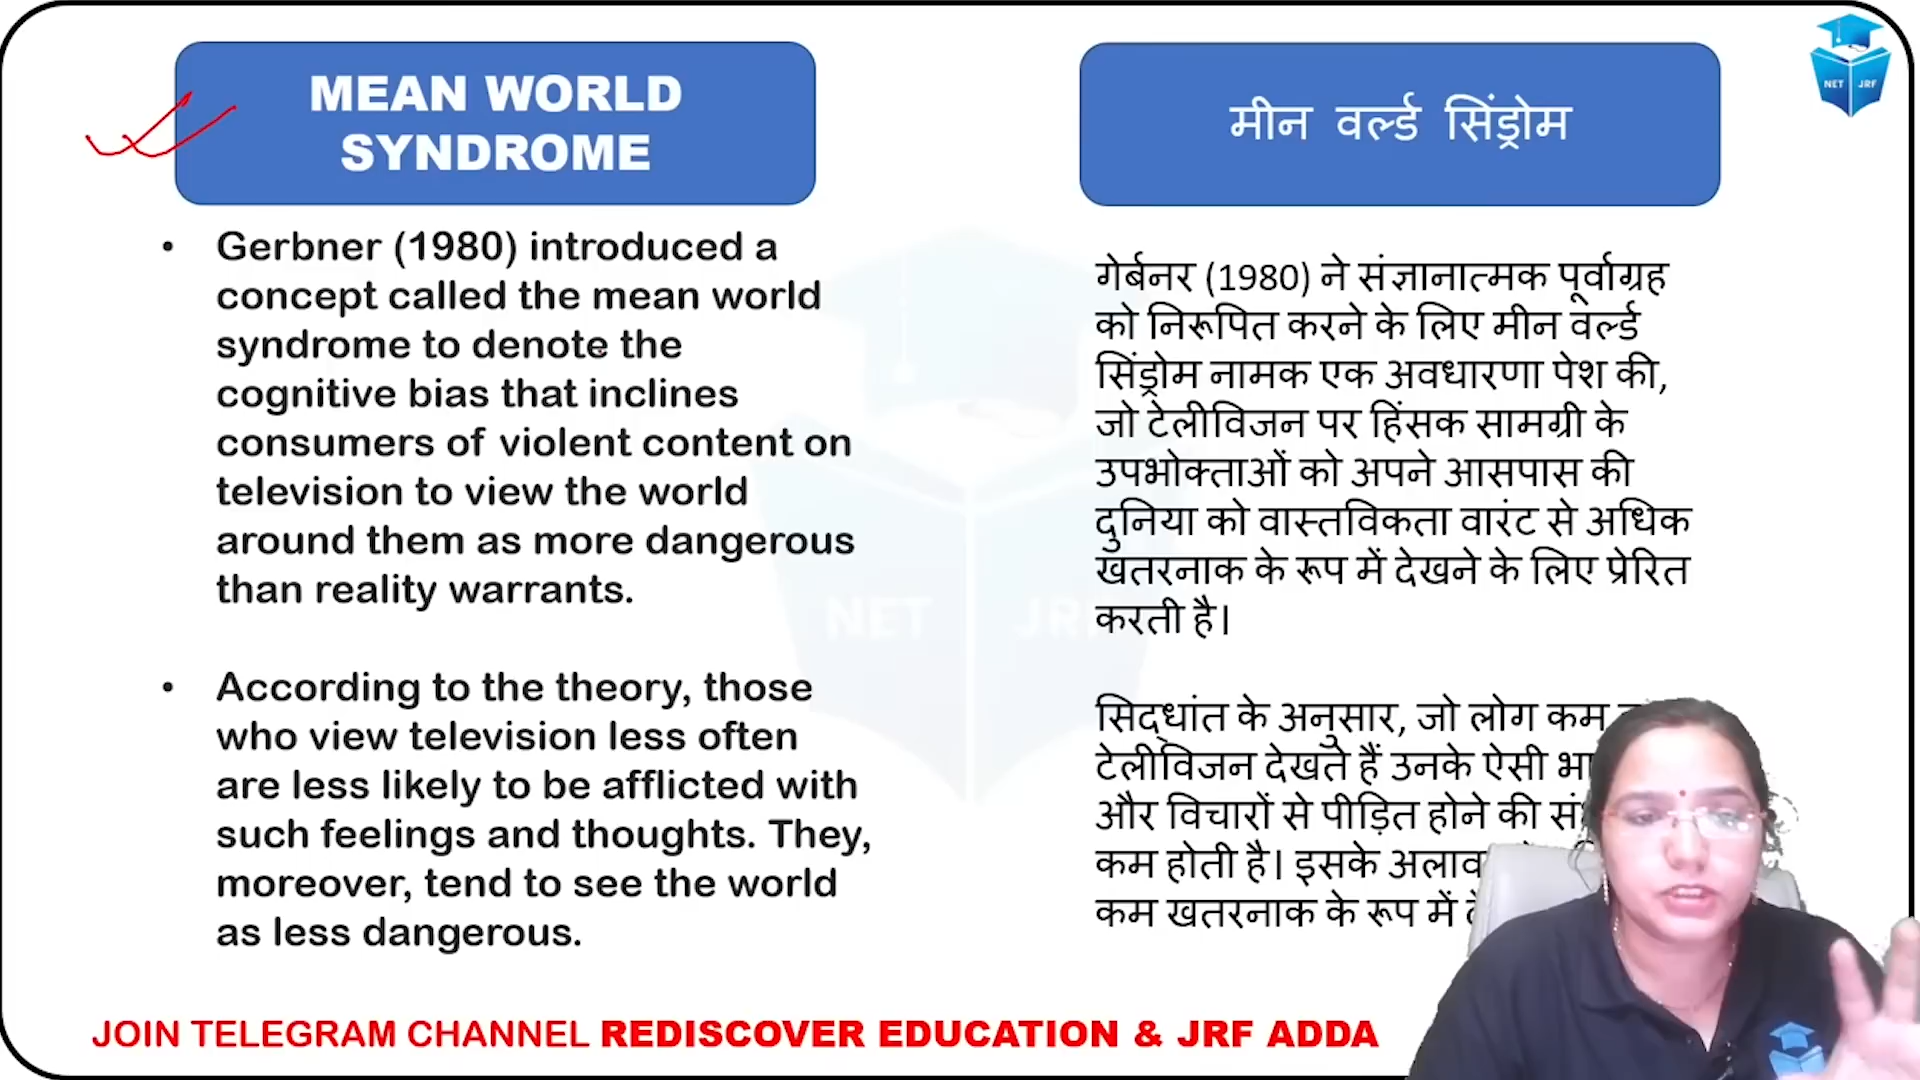 MEAN WORLD
SYNDROME
• Gerbner (1980) introduced a
concept called the mean world
syndrome to denote the
cognitive bias that inclines
consumers of violent content on
television to view the world
around them as more dangerous
than reality warrants.
• According to the theory, those
who view television less often
are less likely to be afflicted with
such feelings and thoughts. They,
moreover, tend to see the world
as less dangerous.
मीन वर्ल्ड सिंड्रोम
गेर्बनर (1980) ने संज्ञानात्मक पूर्वाग्रह
को निरूपित करने के लिए मीन वर्ल्ड
सिंड्रोम नामक एक अवधारणा पेश की,
जो टेलीविजन पर हिंसक सामग्री के
उपभोक्ताओं को अपने आसपास की
दुनिया को वास्तविकता वारंट से अधिक
खतरनाक के रूप में देखने के लिए प्रेरित
करती है।
सिद्धांत के अनुसार, जो लोग कम
टेलीविजन देखते हैं उनके ऐसी
और विचारों से पीड़ित होने की
कम होती है। इसके
कम खतरनाक के रूप में
NET JRF
NET JRF
JOIN TELEGRAM CHANNEL REDISCOVER EDUCATION & JRF ADDA